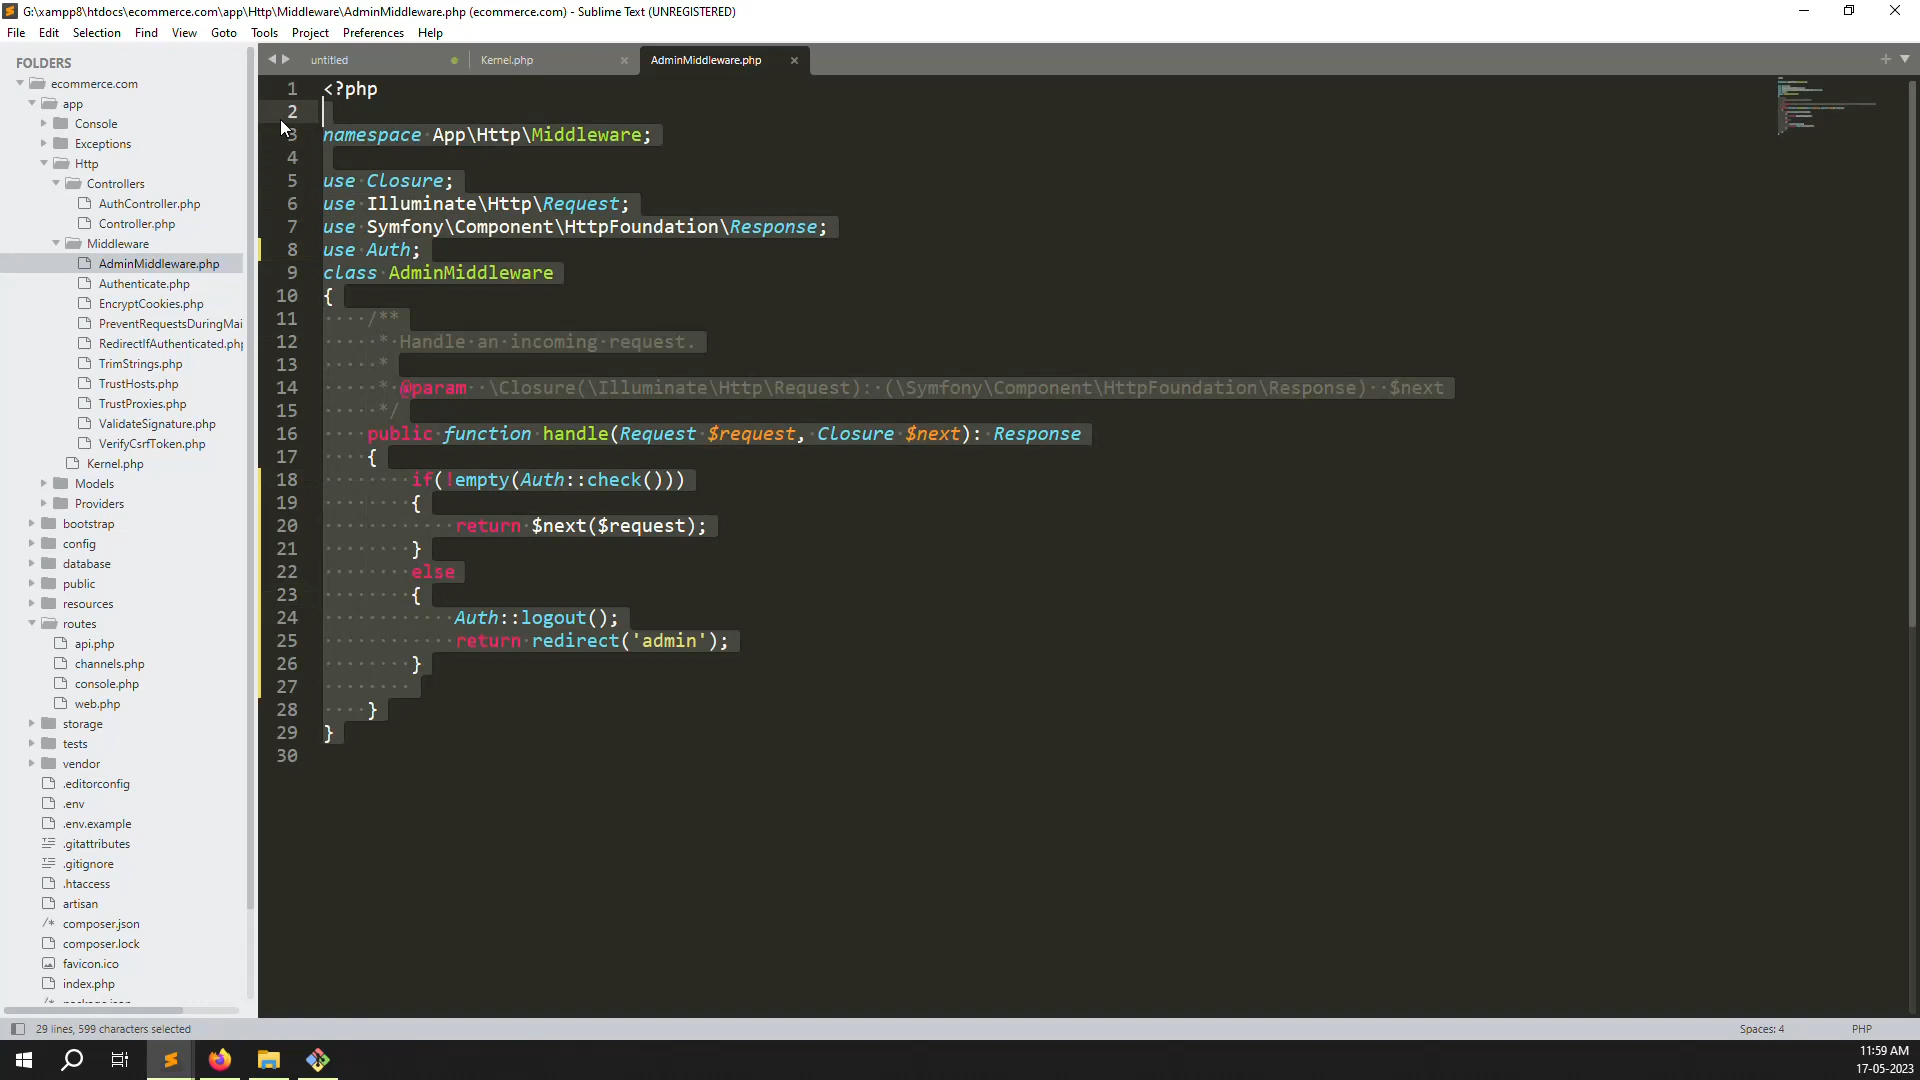 G:\xampp8\htdocs\ecommerce.com\app\Http\Middleware\AdminMiddleware.php (ecommerce.com) - Sublime Text (UNREGISTERED)
File Edit Selection Find View Goto Tools Project Preferences Help
FOLDERS
ecommerce.com
app
Console
Exceptions
Http
Controllers
AuthController.php
Controller.php
Middleware
AdminMiddleware.php
Authenticate.php
EncryptCookies.php
PreventRequestsDuringMai
RedirectIfAuthenticated.php
TrimStrings.php
TrustHosts.php
TrustProxies.php
ValidateSignature.php
VerifyCsrfToken.php
Kernel.php
Models
Providers
bootstrap
config
database
public
resources
routes
api.php
channels.php
console.php
web.php
storage
tests
vendor
.editorconfig
.env
.env.example
.gitattributes
.gitignore
.htaccess
artisan
composer.json
composer.lock
favicon.ico
index.php
untitled Kernel.php AdminMiddleware.php
1 <?php
2
3 namespace App\Http\Middleware;
4
5 use Closure;
6 use Illuminate\Http\Request;
7 use Symfony\Component\HttpFoundation\Response;
8 use Auth;
9 class AdminMiddleware
10 {
11 /**
12 * Handle an incoming request.
13 *
14 * @param \Closure(\Illuminate\Http\Request): (\Symfony\Component\HttpFoundation\Response) $next
15 */
16 public function handle(Request $request, Closure $next): Response
17 {
18 if(!empty(Auth::check()))
19 {
20 return $next($request);
21 }
22 else
23 {
24 Auth::logout();
25 return redirect('admin');
26 }
27
28 }
29 }
30
29 lines, 599 characters selected
Spaces: 4 PHP
11:59 AM
17-05-2023